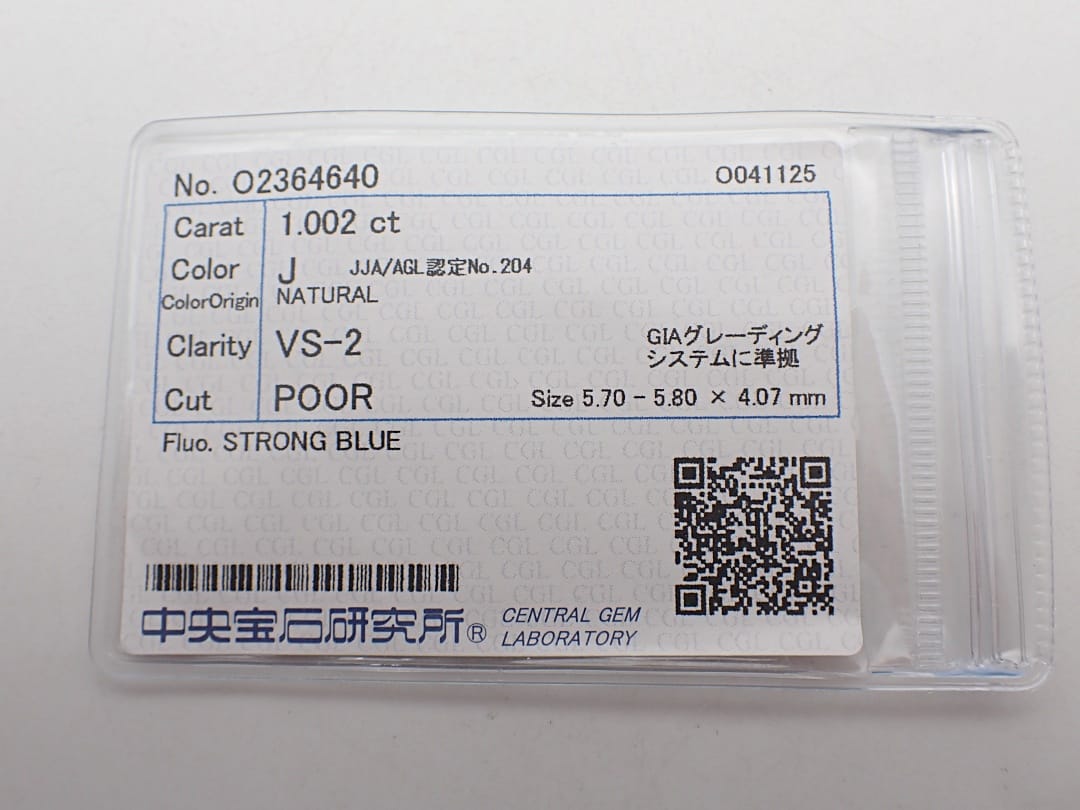 No. O2364640 O041125
Carat 1.002 ct
Color J JJA/AGL認定No.204
ColorOrigin NATURAL
Clarity VS-2 GIAグレーディング
システムに準拠
Cut POOR Size 5.70 - 5.80 × 4.07 mm
Fluo. STRONG BLUE
中央宝石研究所® CENTRAL GEM
LABORATORY